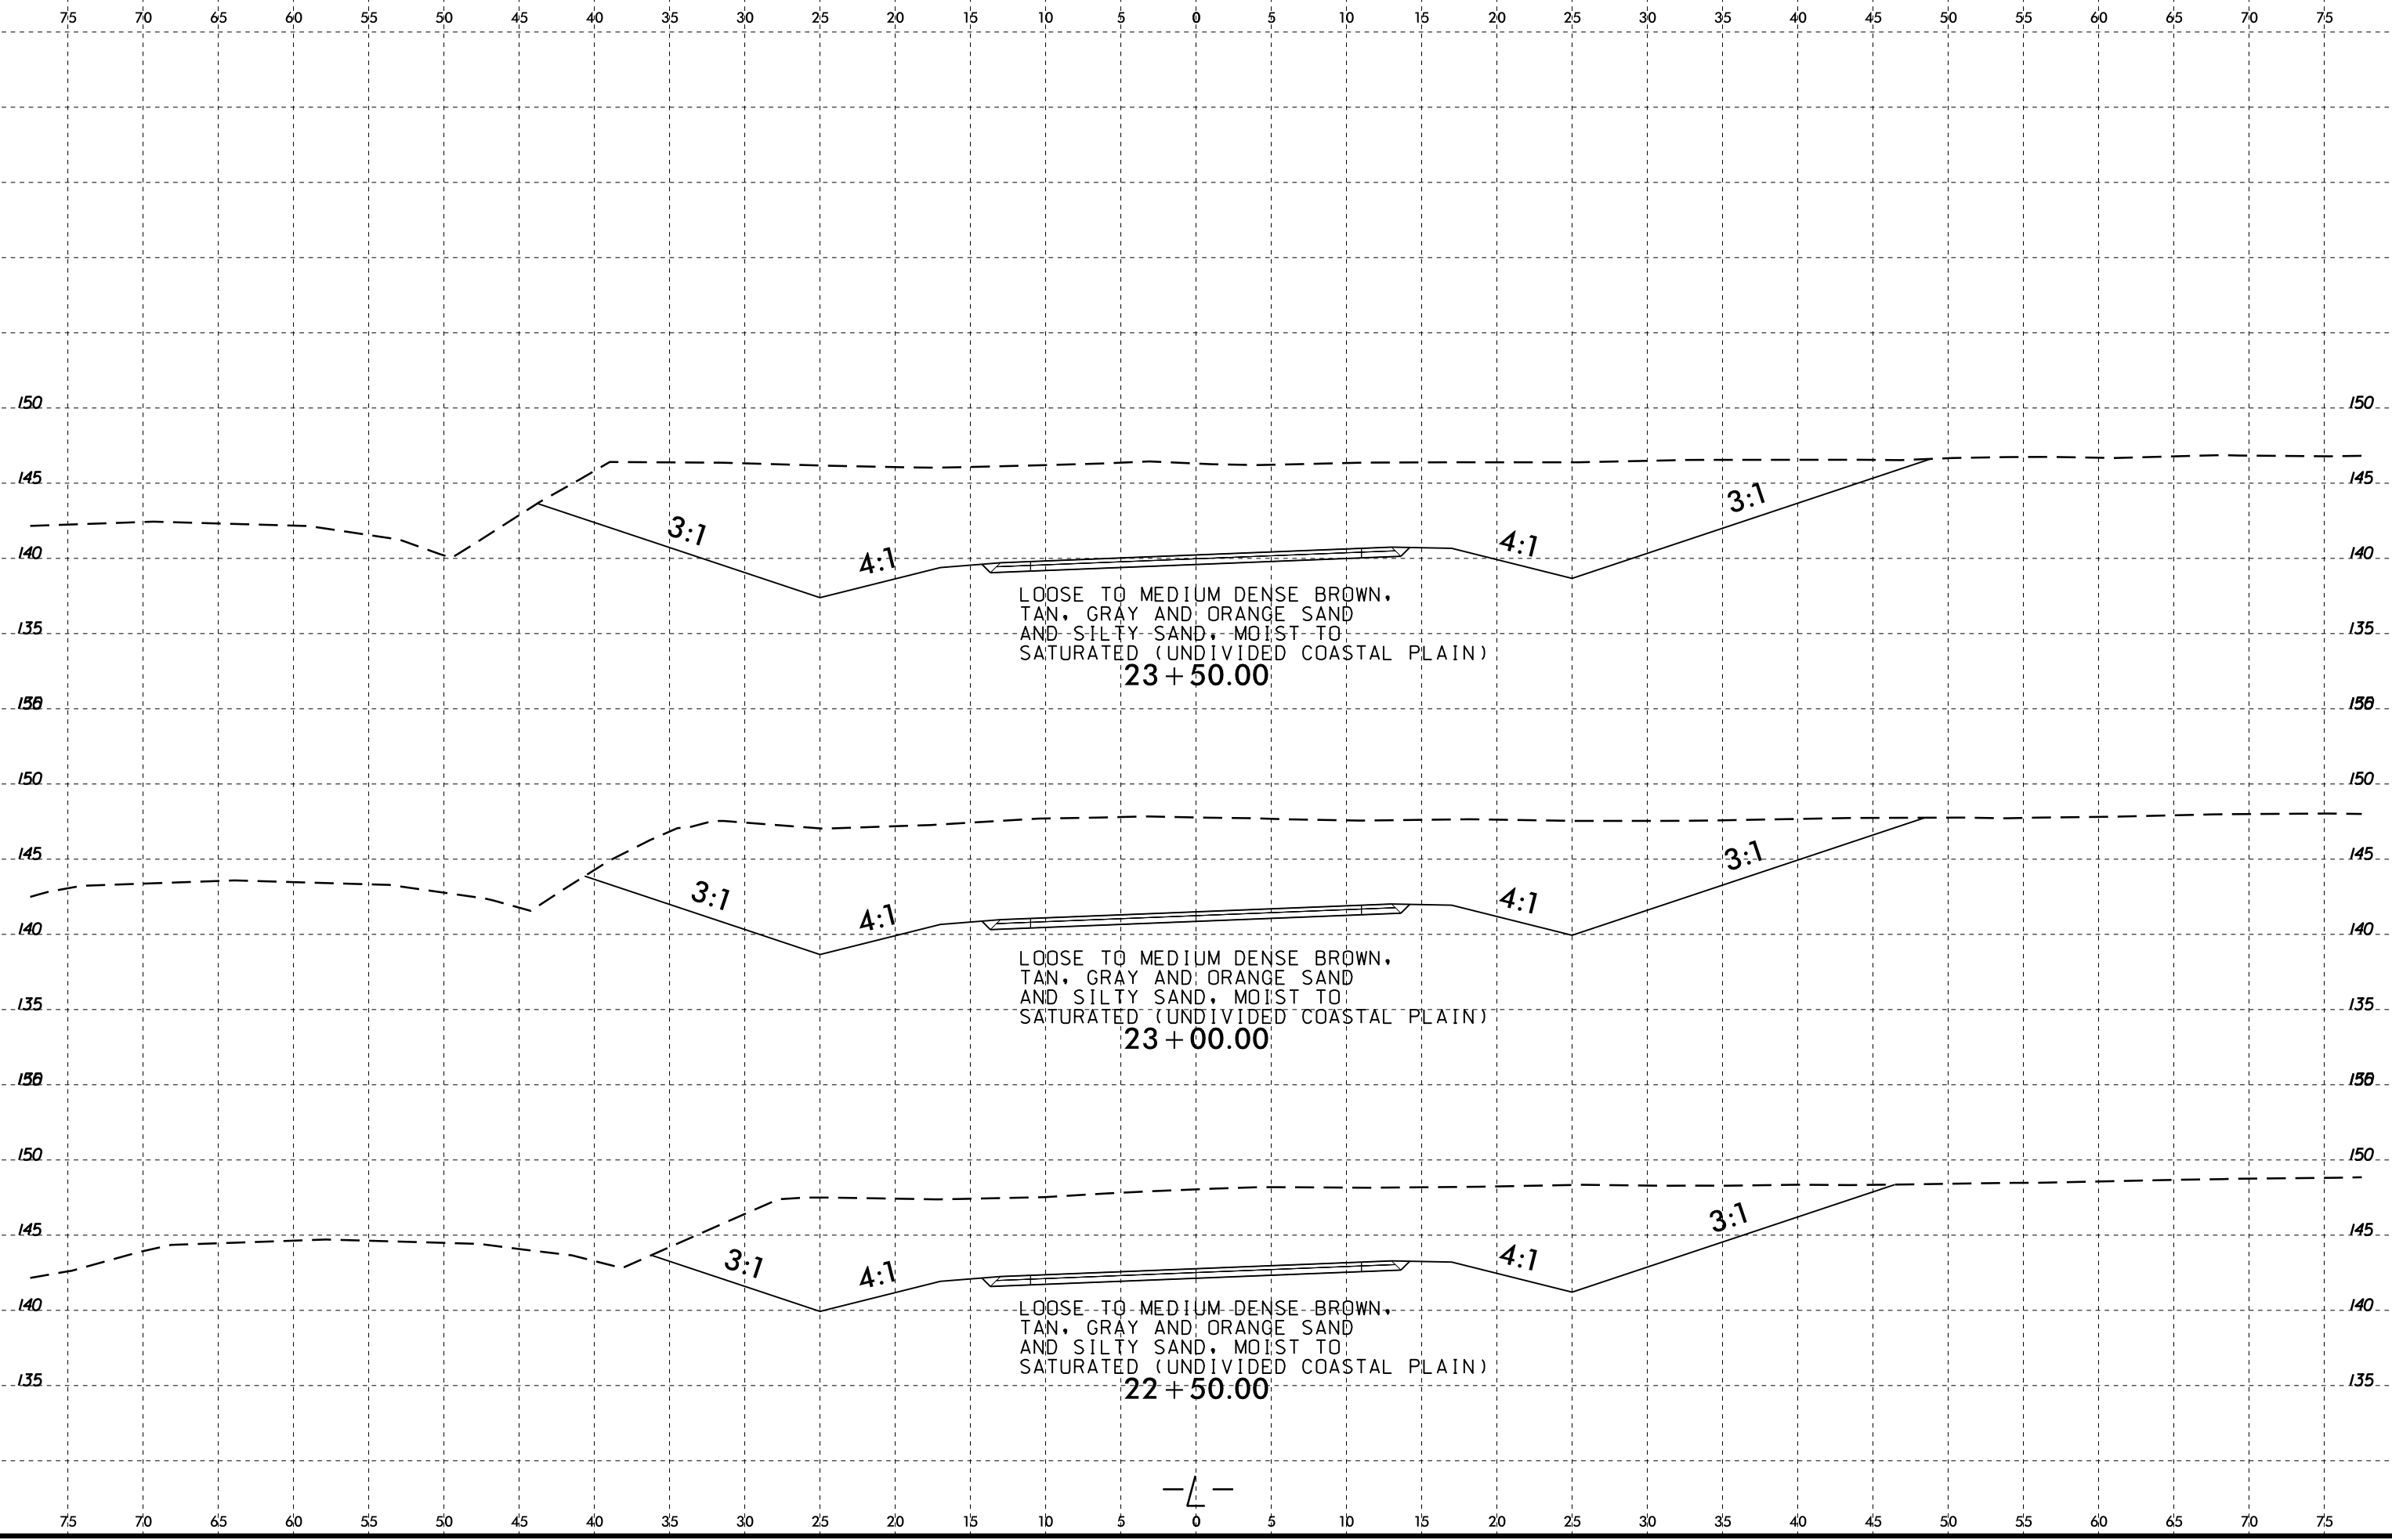 75 70 65 60 55 50 45 40 35 30 25 20 15 10 5 0 5 10 15 20 25 30 35 40 45 50 55 60 65 70 75
150 150
145 145
3:1 4:1 4:1 3:1
140 140
LOOSE TO MEDIUM DENSE BROWN,
TAN, GRAY AND ORANGE SAND
135 AND SILTY SAND, MOIST TO 135
SATURATED (UNDIVIDED COASTAL PLAIN)
23+50.00
150 150
145 145
3:1 4:1 4:1 3:1
140 140
LOOSE TO MEDIUM DENSE BROWN,
TAN, GRAY AND ORANGE SAND
135 AND SILTY SAND, MOIST TO 135
SATURATED (UNDIVIDED COASTAL PLAIN)
23+00.00
150 150
145 145
3:1 4:1 4:1 3:1
140 140
LOOSE TO MEDIUM DENSE BROWN,
TAN, GRAY AND ORANGE SAND
AND SILTY SAND, MOIST TO
SATURATED (UNDIVIDED COASTAL PLAIN)
135 135
22+50.00
-L-
75 70 65 60 55 50 45 40 35 30 25 20 15 10 5 0 5 10 15 20 25 30 35 40 45 50 55 60 65 70 75